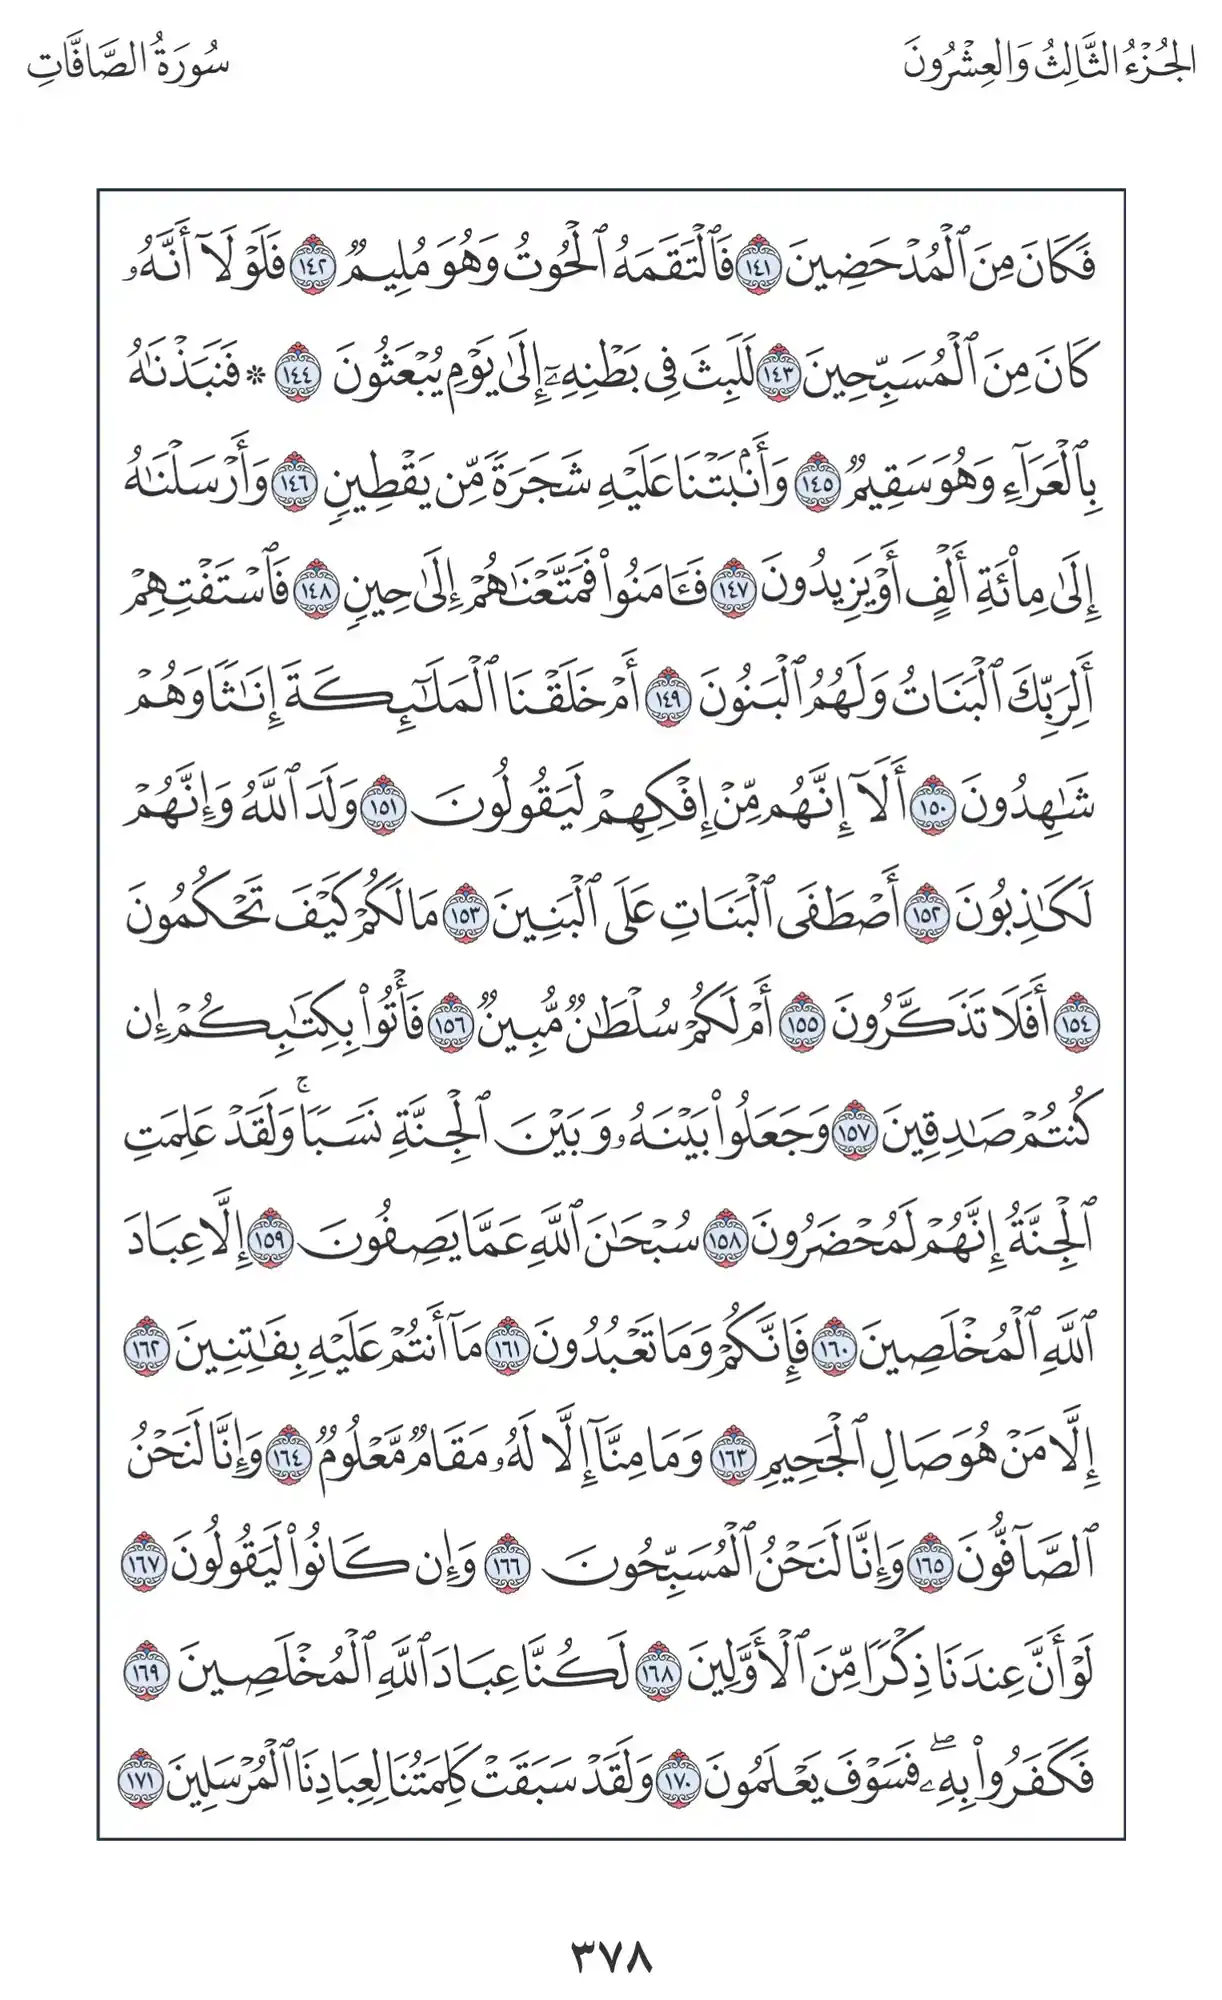 الجُزْءُ الثَّالِثُ وَالعِشْرُونَ
سُورَةُ الصَّافَّاتِ
فَكَانَ مِنَ ٱلْمُدْحَضِينَ ١٤١ فَٱلْتَقَمَهُ ٱلْحُوتُ وَهُوَ مُلِيمٌ ١٤٢ فَلَوْلَآ أَنَّهُۥ
كَانَ مِنَ ٱلْمُسَبِّحِينَ ١٤٣ لَلَبِثَ فِى بَطْنِهِۦٓ إِلَىٰ يَوْمِ يُبْعَثُونَ ١٤٤ * فَنَبَذْنَٰهُ
بِٱلْعَرَآءِ وَهُوَ سَقِيمٌ ١٤٥ وَأَنۢبَتْنَا عَلَيْهِ شَجَرَةً مِّن يَقْطِينٍ ١٤٦ وَأَرْسَلْنَٰهُ
إِلَىٰ مِا۟ئَةِ أَلْفٍ أَوْ يَزِيدُونَ ١٤٧ فَـَٔامَنُوا۟ فَمَتَّعْنَٰهُمْ إِلَىٰ حِينٍ ١٤٨ فَٱسْتَفْتِهِمْ
أَلِرَبِّكَ ٱلْبَنَاتُ وَلَهُمُ ٱلْبَنُونَ ١٤٩ أَمْ خَلَقْنَا ٱلْمَلَٰٓئِكَةَ إِنَٰثًا وَهُمْ
شَٰهِدُونَ ١٥٠ أَلَآ إِنَّهُم مِّنْ إِفْكِهِمْ لَيَقُولُونَ ١٥١ وَلَدَ ٱللَّهُ وَإِنَّهُمْ
لَكَٰذِبُونَ ١٥٢ أَصْطَفَى ٱلْبَنَاتِ عَلَى ٱلْبَنِينَ ١٥٣ مَا لَكُمْ كَيْفَ تَحْكُمُونَ
١٥٤ أَفَلَا تَذَكَّرُونَ ١٥٥ أَمْ لَكُمْ سُلْطَٰنٌ مُّبِينٌ ١٥٦ فَأْتُوا۟ بِكِتَٰبِكُمْ إِن
كُنتُمْ صَٰدِقِينَ ١٥٧ وَجَعَلُوا۟ بَيْنَهُۥ وَبَيْنَ ٱلْجِنَّةِ نَسَبًا ۚ وَلَقَدْ عَلِمَتِ
ٱلْجِنَّةُ إِنَّهُمْ لَمُحْضَرُونَ ١٥٨ سُبْحَٰنَ ٱللَّهِ عَمَّا يَصِفُونَ ١٥٩ إِلَّا عِبَادَ
ٱللَّهِ ٱلْمُخْلَصِينَ ١٦٠ فَإِنَّكُمْ وَمَا تَعْبُدُونَ ١٦١ مَآ أَنتُمْ عَلَيْهِ بِفَٰتِنِينَ ١٦٢
إِلَّا مَنْ هُوَ صَالِ ٱلْجَحِيمِ ١٦٣ وَمَا مِنَّآ إِلَّا لَهُۥ مَقَامٌ مَّعْلُومٌ ١٦٤ وَإِنَّا لَنَحْنُ
ٱلصَّآفُّونَ ١٦٥ وَإِنَّا لَنَحْنُ ٱلْمُسَبِّحُونَ ١٦٦ وَإِن كَانُوا۟ لَيَقُولُونَ ١٦٧
لَوْ أَنَّ عِندَنَا ذِكْرًا مِّنَ ٱلْأَوَّلِينَ ١٦٨ لَكُنَّا عِبَادَ ٱللَّهِ ٱلْمُخْلَصِينَ ١٦٩
فَكَفَرُوا۟ بِهِۦ ۖ فَسَوْفَ يَعْلَمُونَ ١٧٠ وَلَقَدْ سَبَقَتْ كَلِمَتُنَا لِعِبَادِنَا ٱلْمُرْسَلِينَ ١٧١
٣٧٨